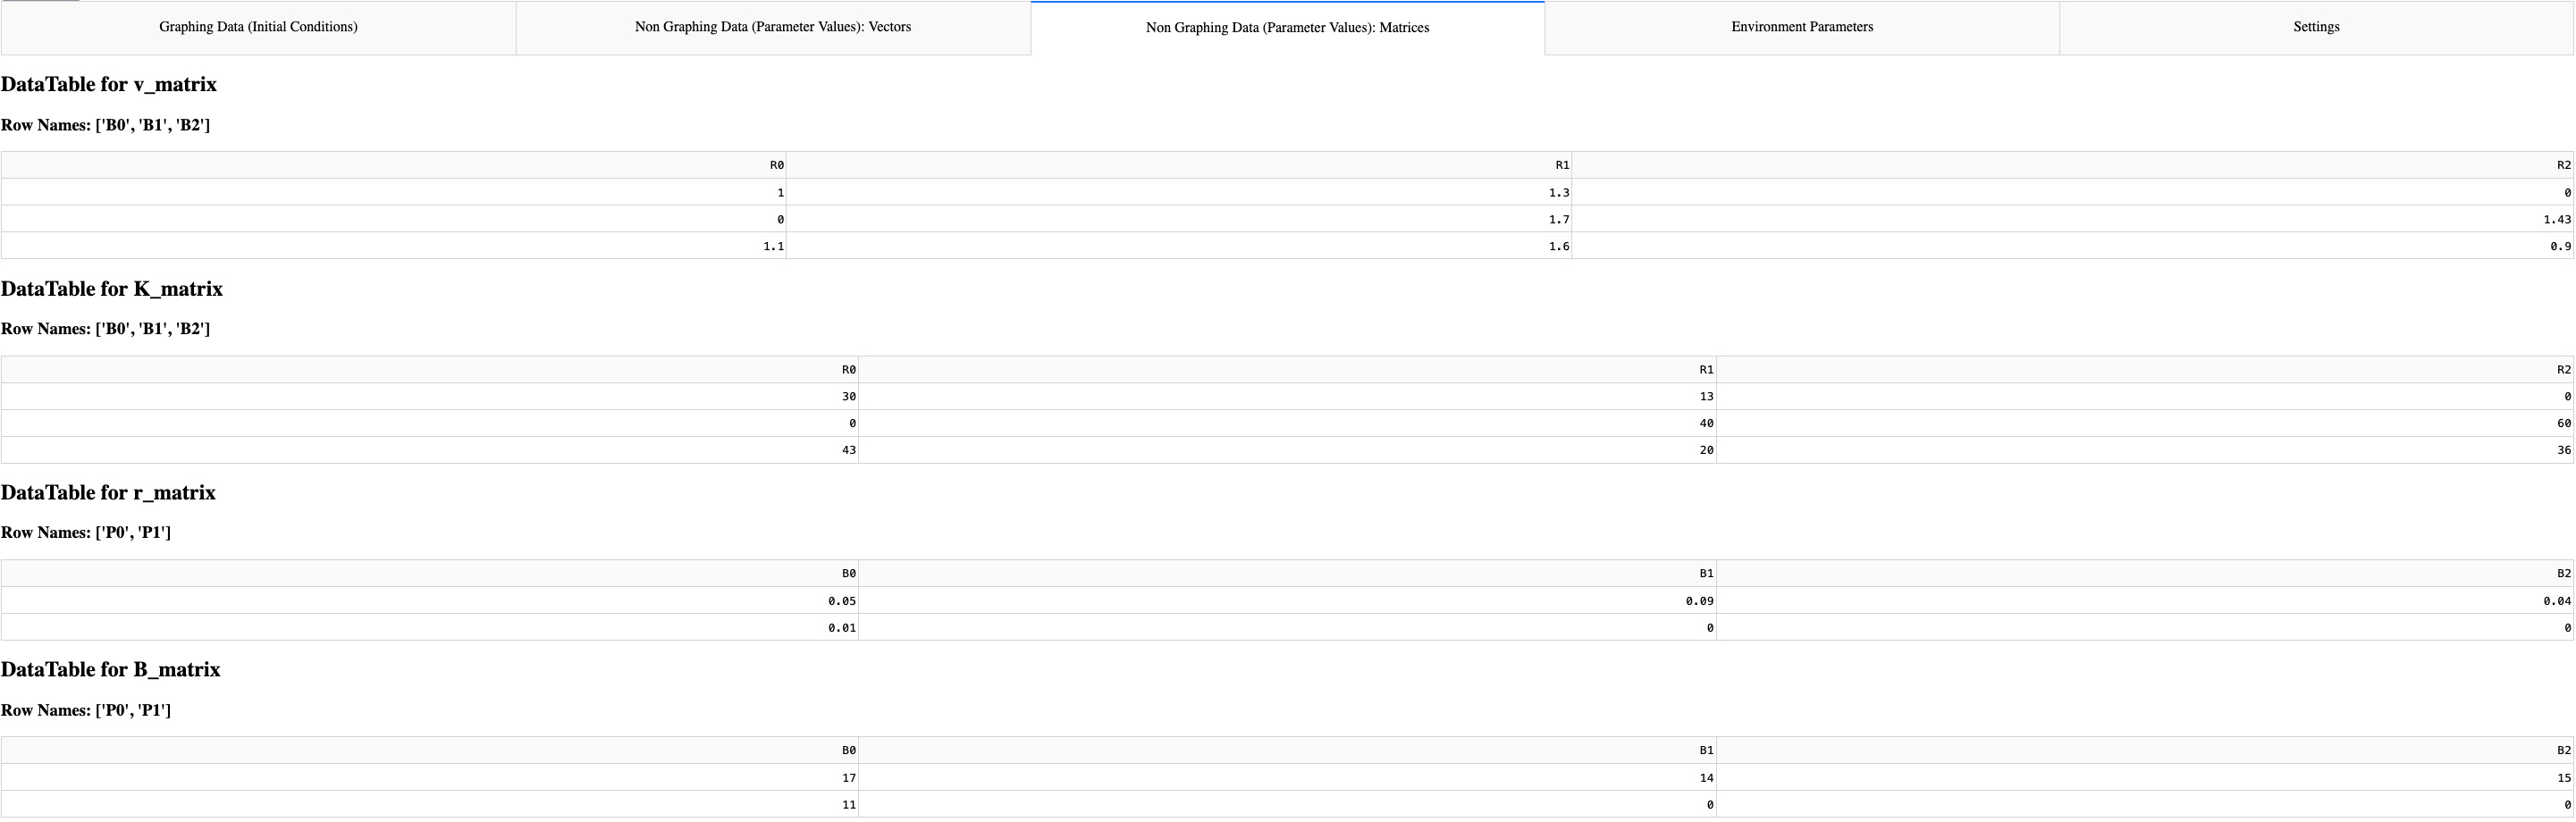 Graphing Data (Initial Conditions) Non Graphing Data (Parameter Values): Vectors Non Graphing Data (Parameter Values): Matrices Environment Parameters Settings
DataTable for v_matrix
Row Names: ['B0', 'B1', 'B2']
R0 R1 R2
1 1.3 0
0 1.7 1.43
1.1 1.6 0.9
DataTable for K_matrix
Row Names: ['B0', 'B1', 'B2']
R0 R1 R2
30 13 0
0 40 60
43 20 36
DataTable for r_matrix
Row Names: ['P0', 'P1']
B0 B1 B2
0.05 0.09 0.04
0.01 0 0
DataTable for B_matrix
Row Names: ['P0', 'P1']
B0 B1 B2
17 14 15
11 0 0